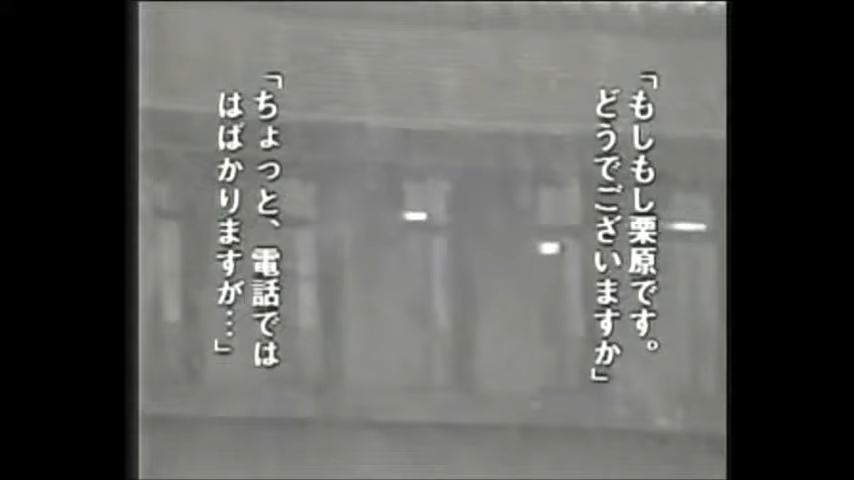 「もしもし栗原です。
どうでございますか」
「ちょっと、電話では
はばかりますが…」